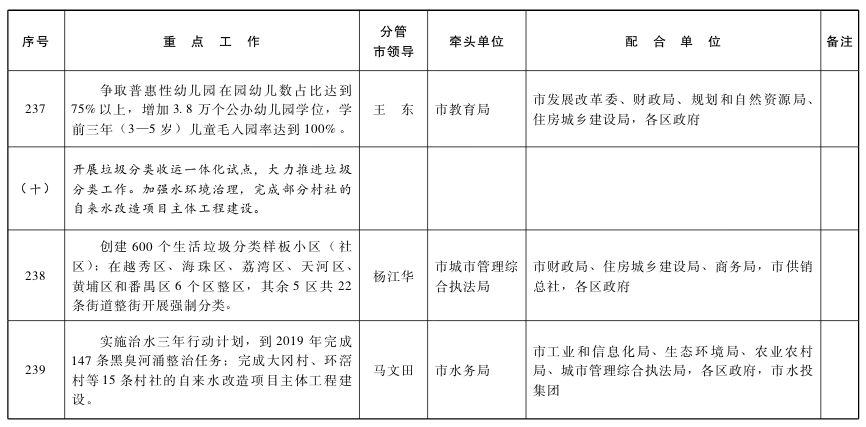 序号
重点工作
分管
市领导
牵头单位
配合单位
备注
237
争取普惠性幼儿园在园幼儿数占比达到
75%以上，增加3.8万个公办幼儿园学位，学
前三年（3—5岁）儿童毛入园率达到100%。
王东
市教育局
市发展改革委、财政局、规划和自然资源局、
住房城乡建设局，各区政府
（十）
开展垃圾分类收运一体化试点，大力推进垃圾
分类工作。加强水环境治理，完成部分村社的
自来水改造项目主体工程建设。
238
创建600个生活垃圾分类样板小区（社
区）；在越秀区、海珠区、荔湾区、天河区、
黄埔区和番禺区6个区整区，其余5区共22
条街道整街开展强制分类。
杨江华
市城市管理综
合执法局
市财政局、住房城乡建设局、商务局，市供销
总社，各区政府
239
实施治水三年行动计划，到2019年完成
147条黑臭河涌整治任务；完成大冈村、环滘
村等15条村社的自来水改造项目主体工程建
设。
马文田
市水务局
市工业和信息化局、生态环境局、农业农村
局、城市管理综合执法局，各区政府，市水投
集团